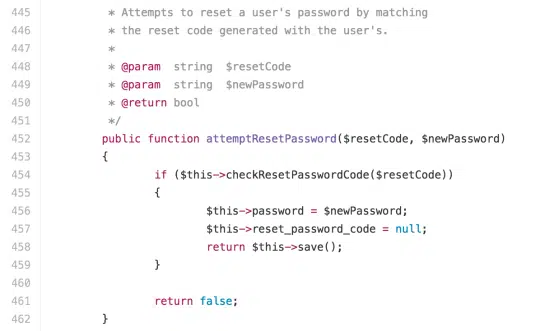 445 * Attempts to reset a user's password by matching
446 * the reset code generated with the user's.
447 *
448 * @param string $resetCode
449 * @param string $newPassword
450 * @return bool
451 */
452 public function attemptResetPassword($resetCode, $newPassword)
453 {
454 if ($this->checkResetPasswordCode($resetCode))
455 {
456 $this->password = $newPassword;
457 $this->reset_password_code = null;
458 return $this->save();
459 }
460
461 return false;
462 }